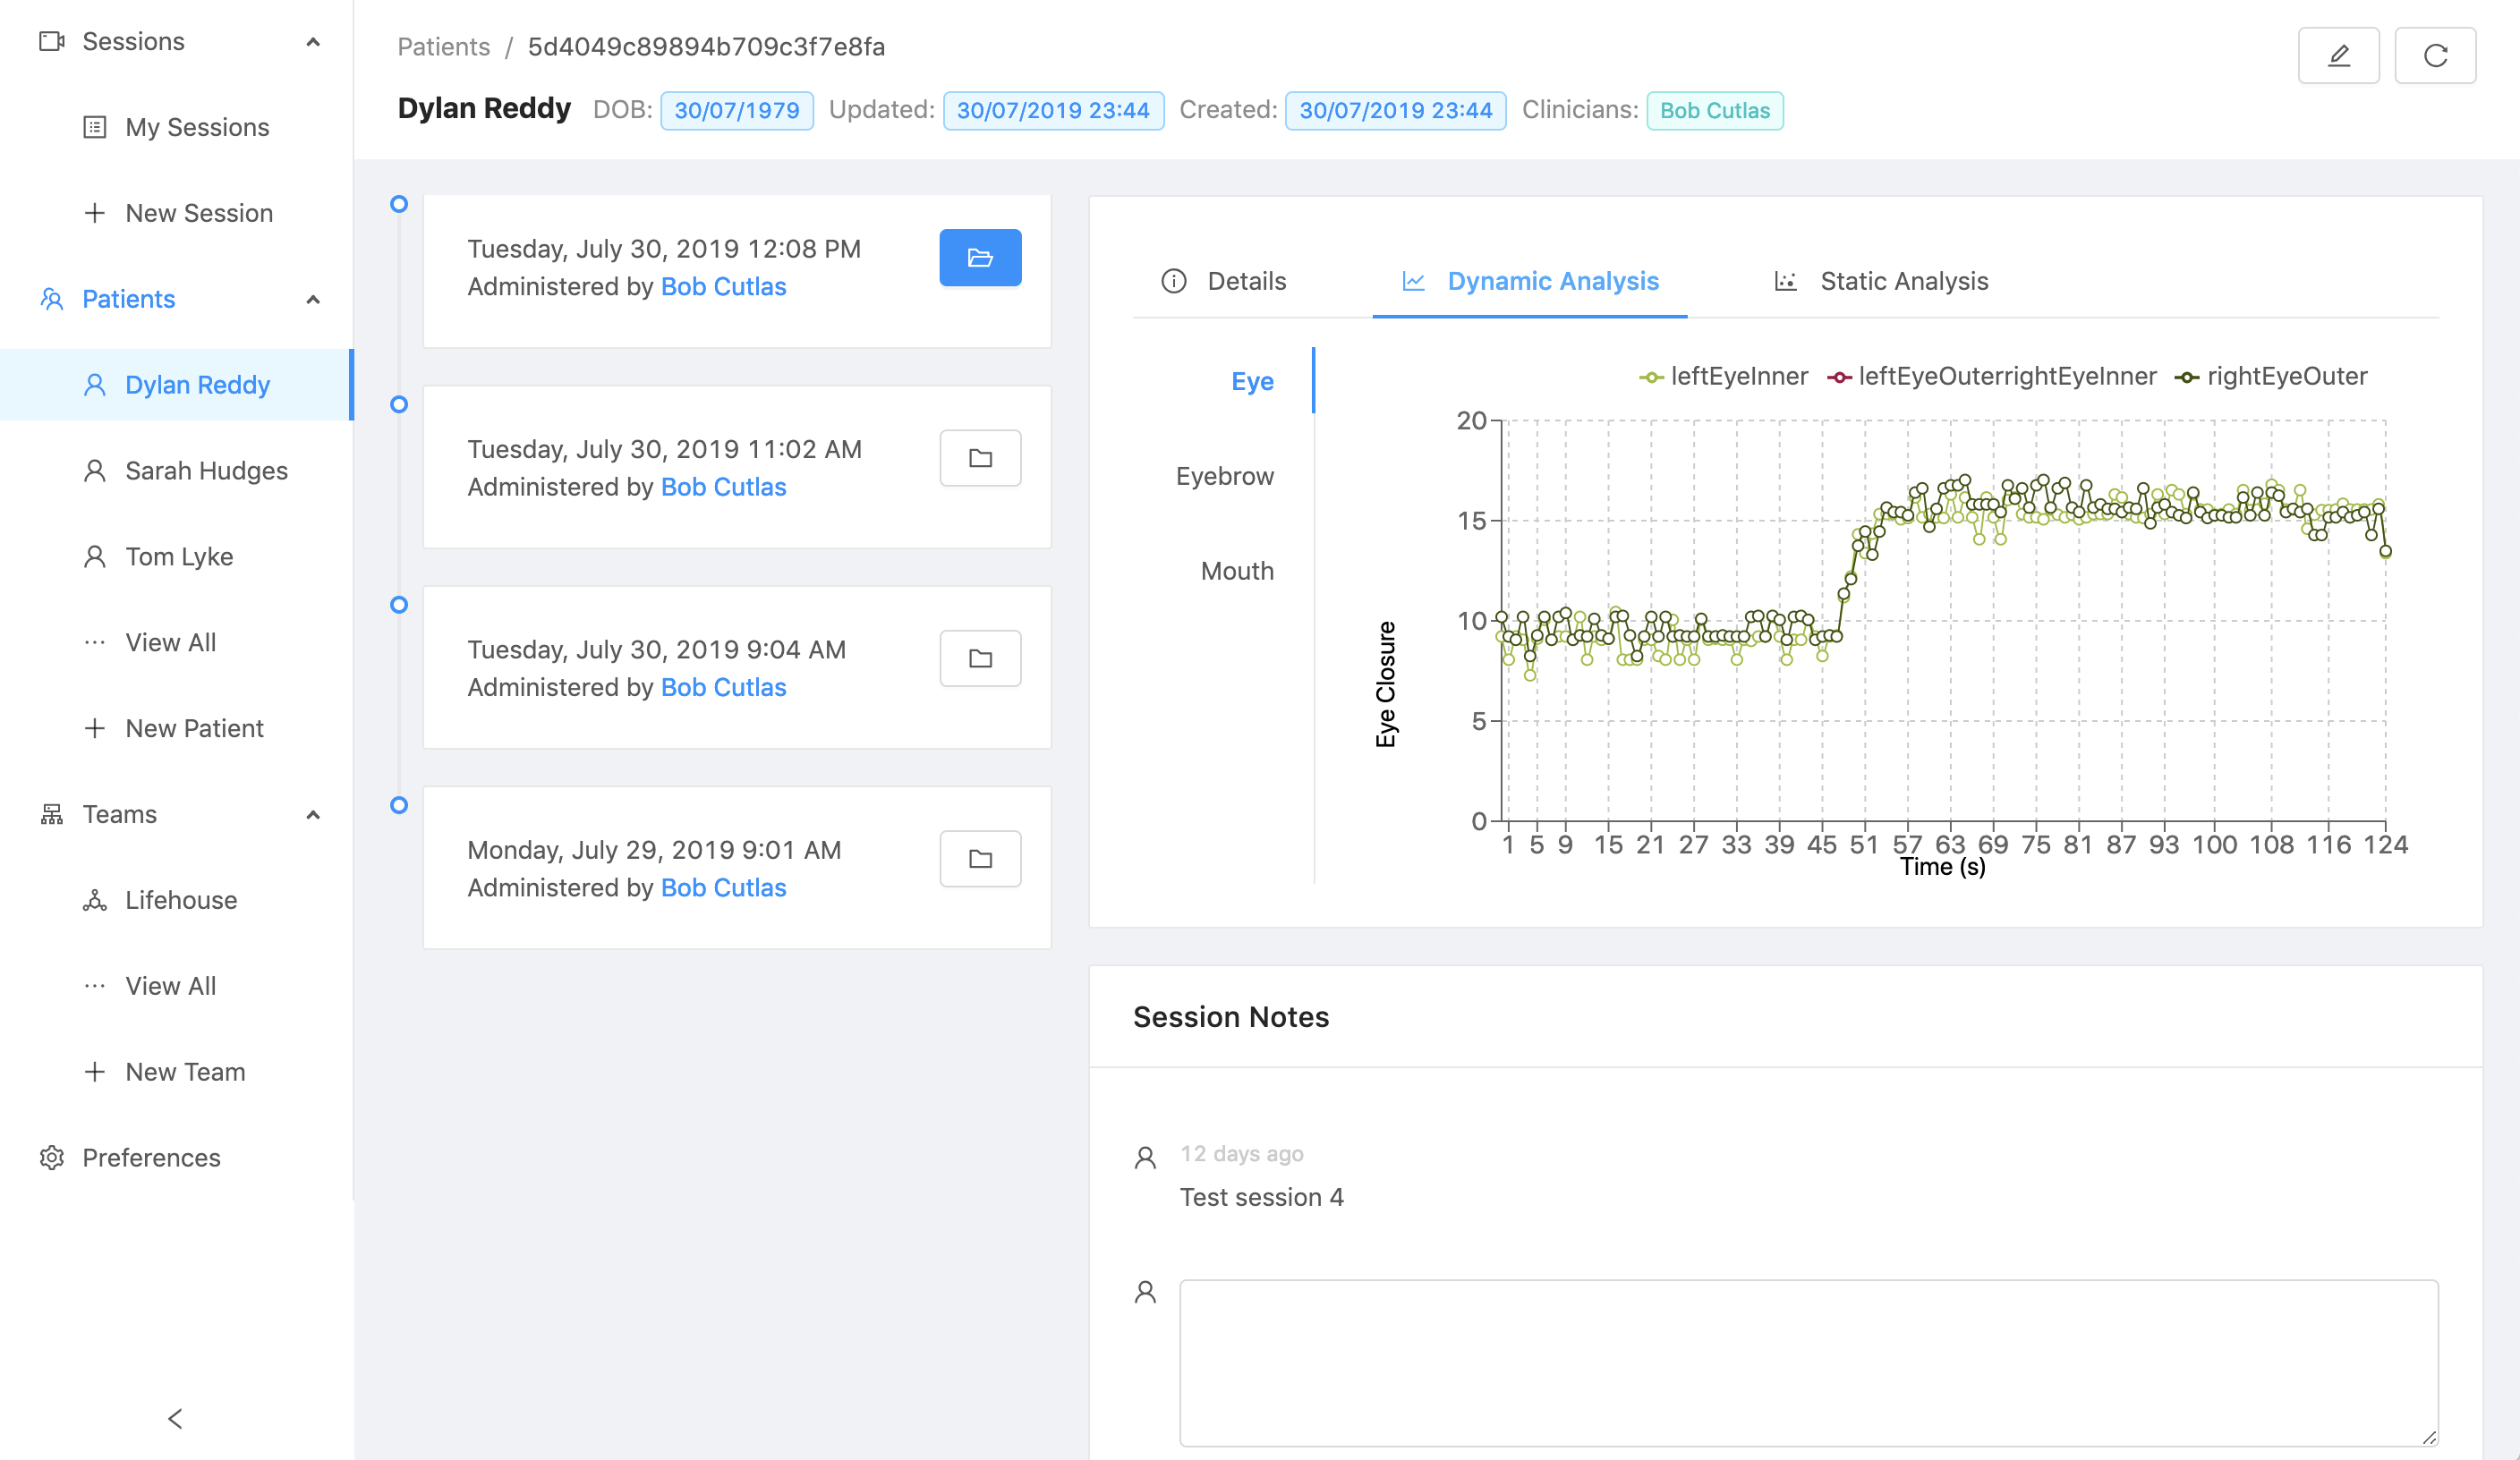 Sessions
My Sessions
New Session
Patients
Dylan Reddy
Sarah Hudges
Tom Lyke
View All
New Patient
Teams
Lifehouse
View All
New Team
Preferences
Patients / 5d4049c89894b709c3f7e8fa
Dylan Reddy DOB: 30/07/1979 Updated: 30/07/2019 23:44 Created: 30/07/2019 23:44 Clinicians: Bob Cutlas
Tuesday, July 30, 2019 12:08 PM
Administered by Bob Cutlas
Tuesday, July 30, 2019 11:02 AM
Administered by Bob Cutlas
Tuesday, July 30, 2019 9:04 AM
Administered by Bob Cutlas
Monday, July 29, 2019 9:01 AM
Administered by Bob Cutlas
Details Dynamic Analysis Static Analysis
Eye
Eyebrow
Mouth
leftEyeInner leftEyeOuterrightEyeInner rightEyeOuter
20
15
10
5
0
Eye Closure
1 5 9 15 21 27 33 39 45 51 57 63 69 75 81 87 93 100 108 116 124
Time (s)
Session Notes
12 days ago
Test session 4